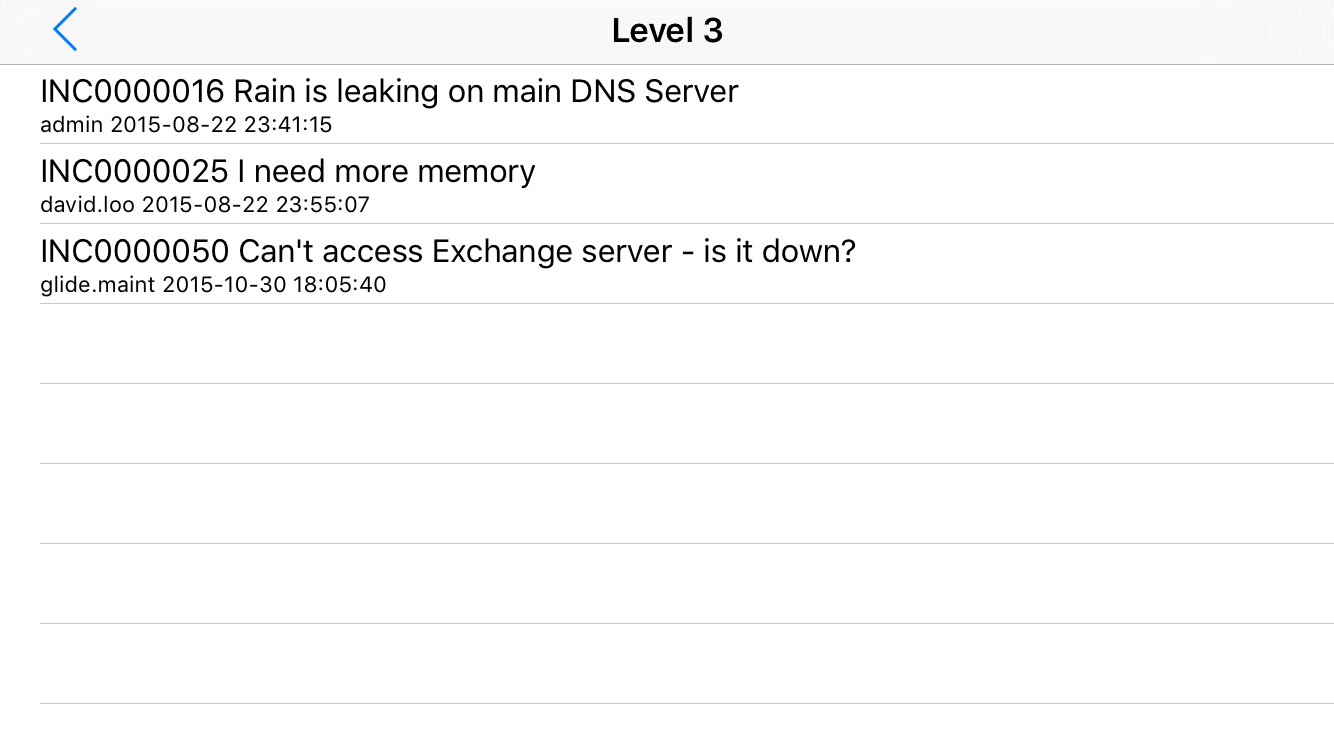 Level 3
INC0000016 Rain is leaking on main DNS Server
admin 2015-08-22 23:41:15
INC0000025 I need more memory
david.loo 2015-08-22 23:55:07
INC0000050 Can't access Exchange server - is it down?
glide.maint 2015-10-30 18:05:40